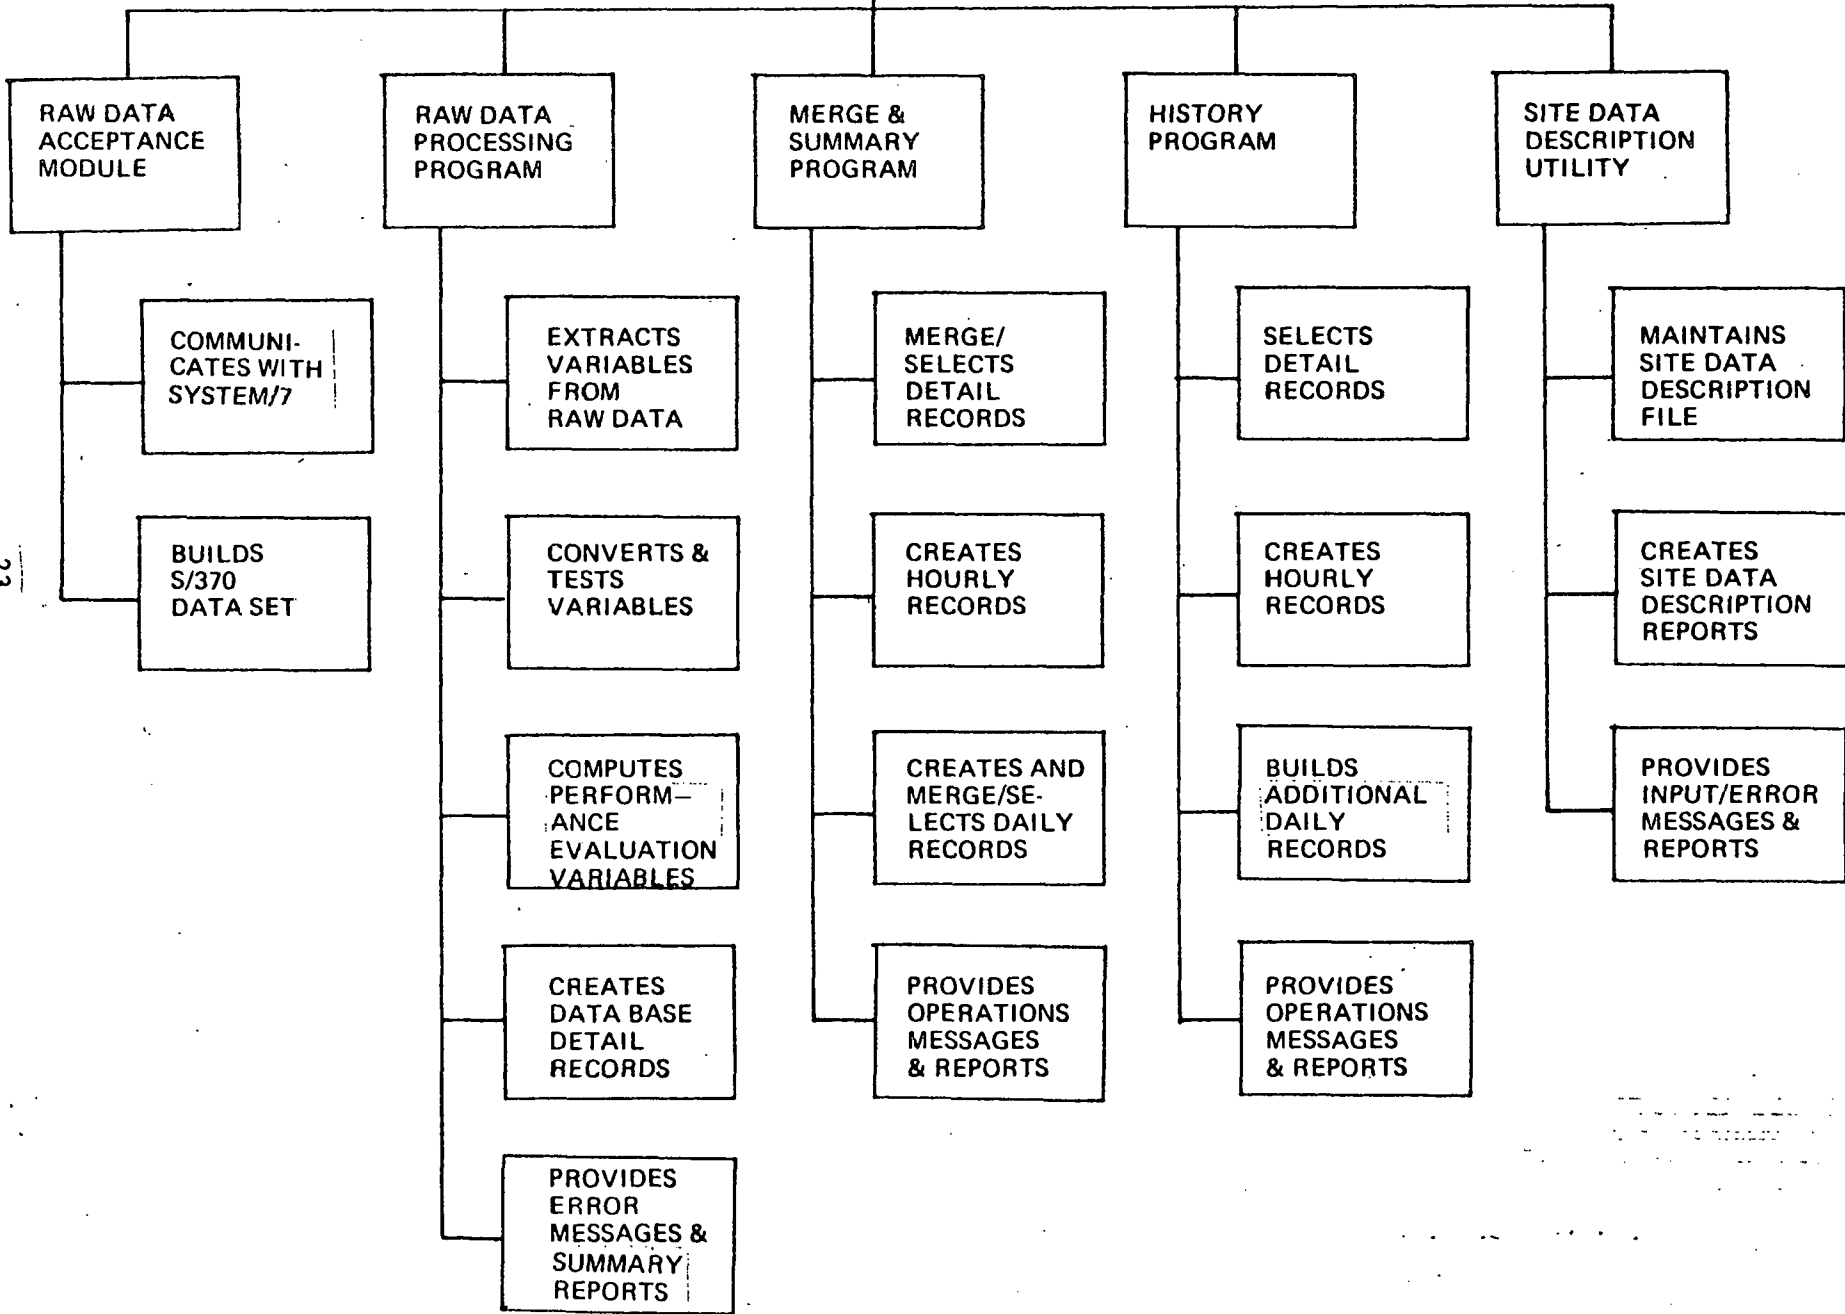 RAW DATA
ACCEPTANCE
MODULE
COMMUNI-
CATES WITH
SYSTEM/7
BUILDS
S/370
DATA SET
RAW DATA
PROCESSING
PROGRAM
EXTRACTS
VARIABLES
FROM
RAW DATA
CONVERTS &
TESTS
VARIABLES
COMPUTES
PERFORM–
ANCE
EVALUATION
VARIABLES
CREATES
DATA BASE
DETAIL
RECORDS
PROVIDES
ERROR
MESSAGES &
SUMMARY
REPORTS
MERGE &
SUMMARY
PROGRAM
MERGE/
SELECTS
DETAIL
RECORDS
CREATES
HOURLY
RECORDS
CREATES AND
MERGE/SE-
LECTS DAILY
RECORDS
PROVIDES
OPERATIONS
MESSAGES
& REPORTS
HISTORY
PROGRAM
SELECTS
DETAIL
RECORDS
CREATES
HOURLY
RECORDS
BUILDS
ADDITIONAL
DAILY
RECORDS
PROVIDES
OPERATIONS
MESSAGES
& REPORTS
SITE DATA
DESCRIPTION
UTILITY
MAINTAINS
SITE DATA
DESCRIPTION
FILE
CREATES
SITE DATA
DESCRIPTION
REPORTS
PROVIDES
INPUT/ERROR
MESSAGES &
REPORTS